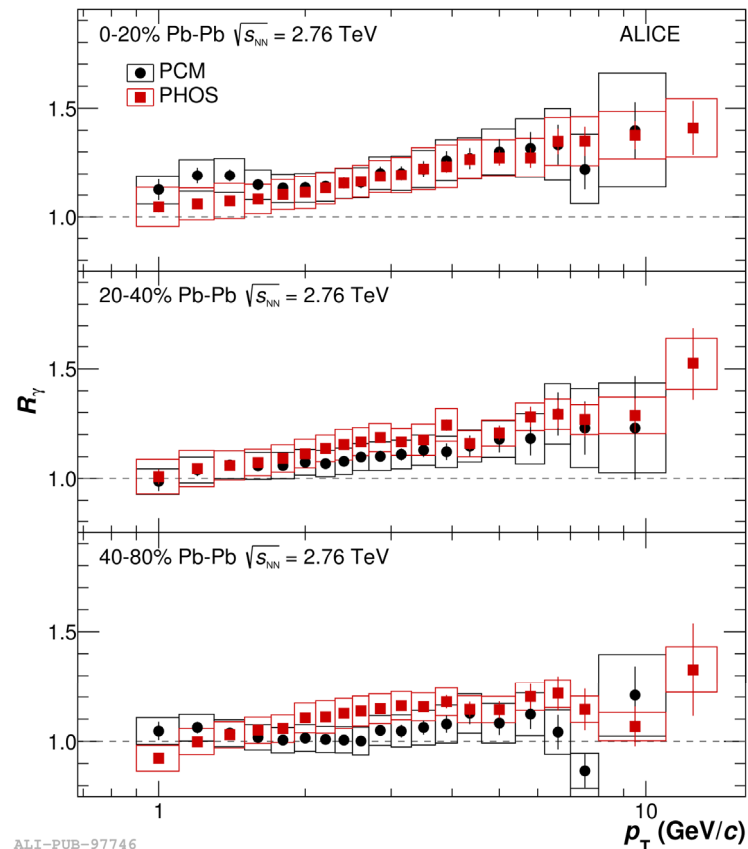 0-20% Pb-Pb √s_NN = 2.76 TeV ALICE
PCM
PHOS
1.5
1.0
20-40% Pb-Pb √s_NN = 2.76 TeV
1.5
1.0
R_γ
40-80% Pb-Pb √s_NN = 2.76 TeV
1.5
1.0
1 10
p_T (GeV/c)
ALI-PUB-97746